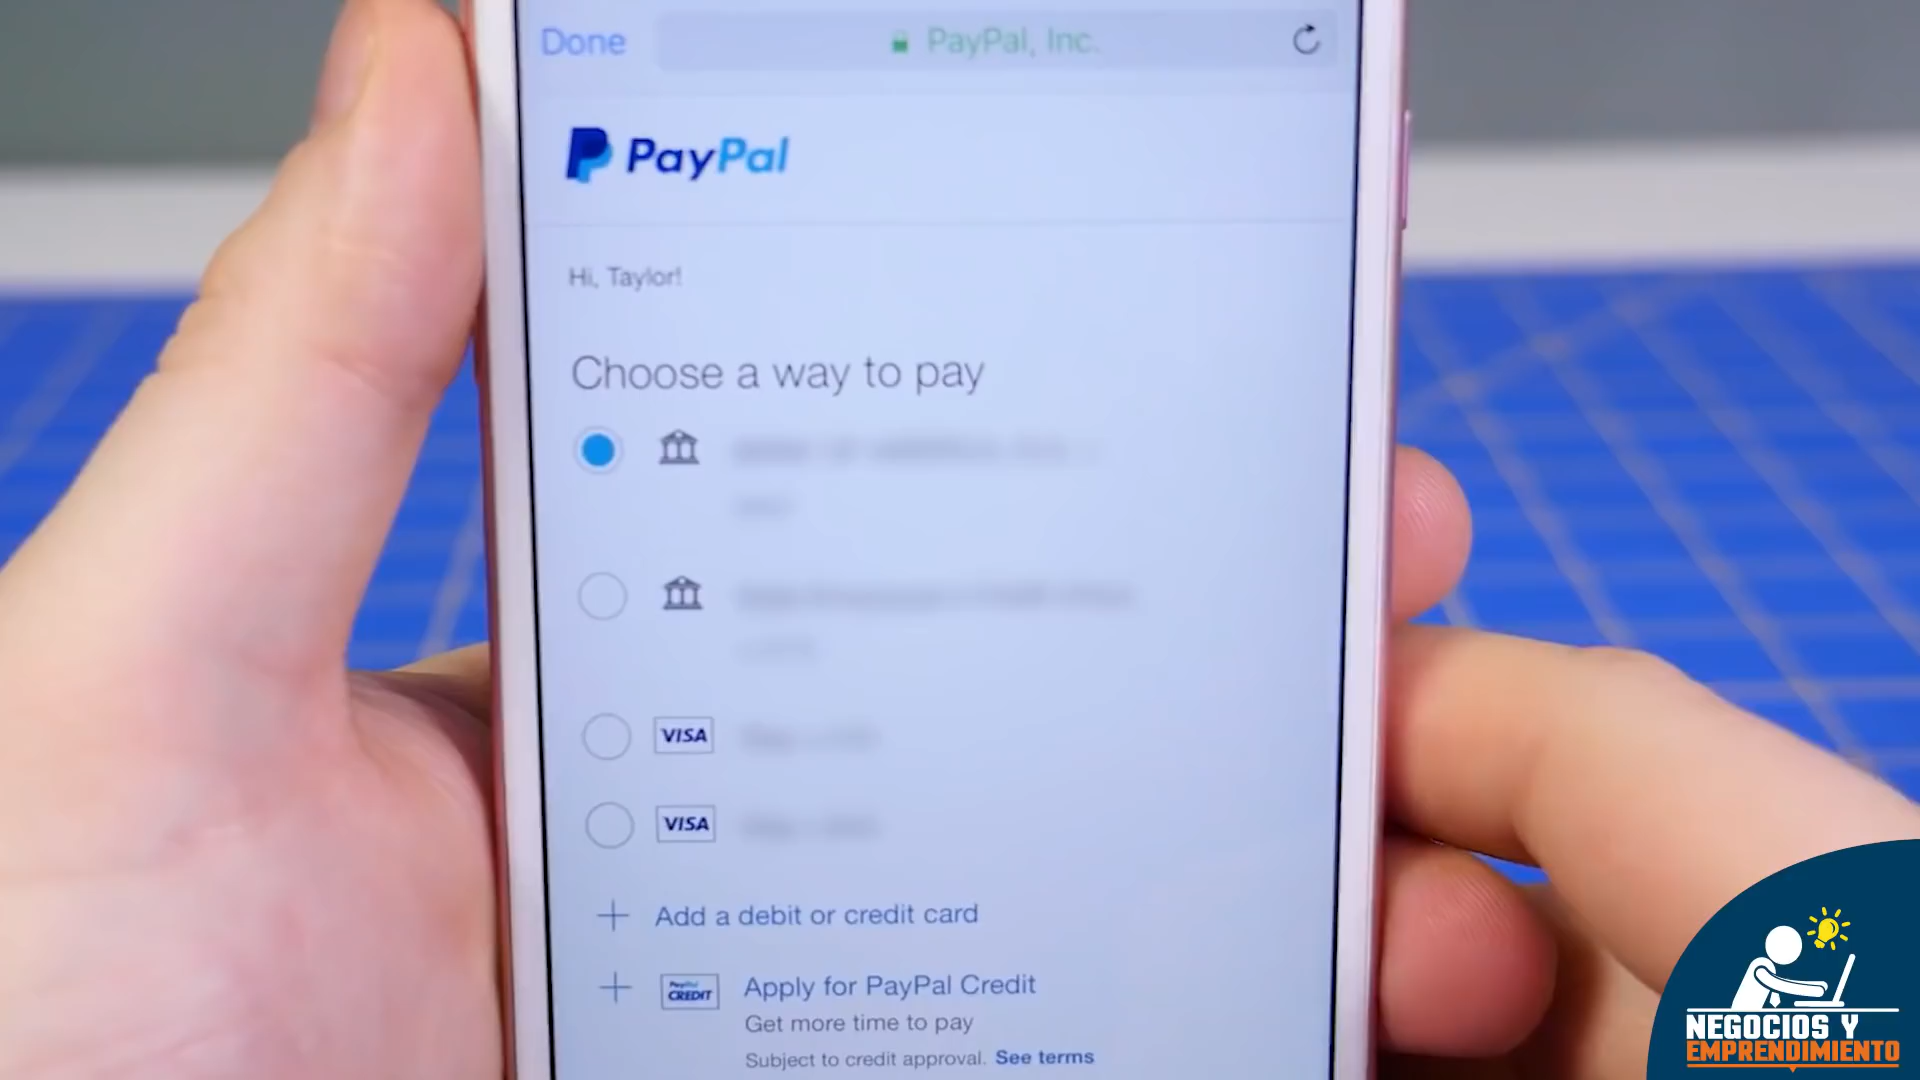 Done
PayPal, Inc.
PayPal
Hi, Taylor!
Choose a way to pay
VISA
VISA
Add a debit or credit card
PayPal
CREDIT
Apply for PayPal Credit
Get more time to pay
Subject to credit approval. See terms
NEGOCIOS Y
EMPRENDIMIENTO